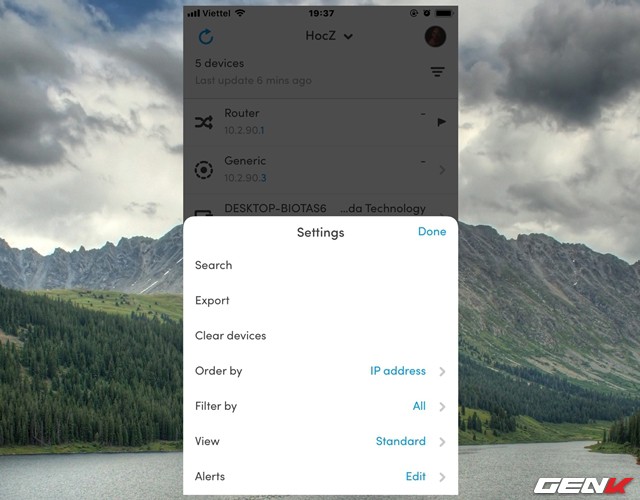 Viettel 19:37
HocZ
5 devices
Last update 6 mins ago
Router -
10.2.90.1
Generic -
10.2.90.3
DESKTOP-BIOTAS6 ...da Technology
Settings Done
Search
Export
Clear devices
Order by IP address
Filter by All
View Standard
Alerts Edit
GENK